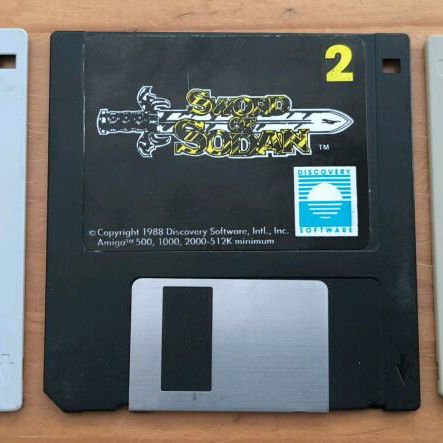 2
SWORD
OF
SODAN
TM
DISCOVERY
SOFTWARE
© Copyright 1988 Discovery Software, Intl., Inc.
Amiga™ 500, 1000, 2000-512K minimum